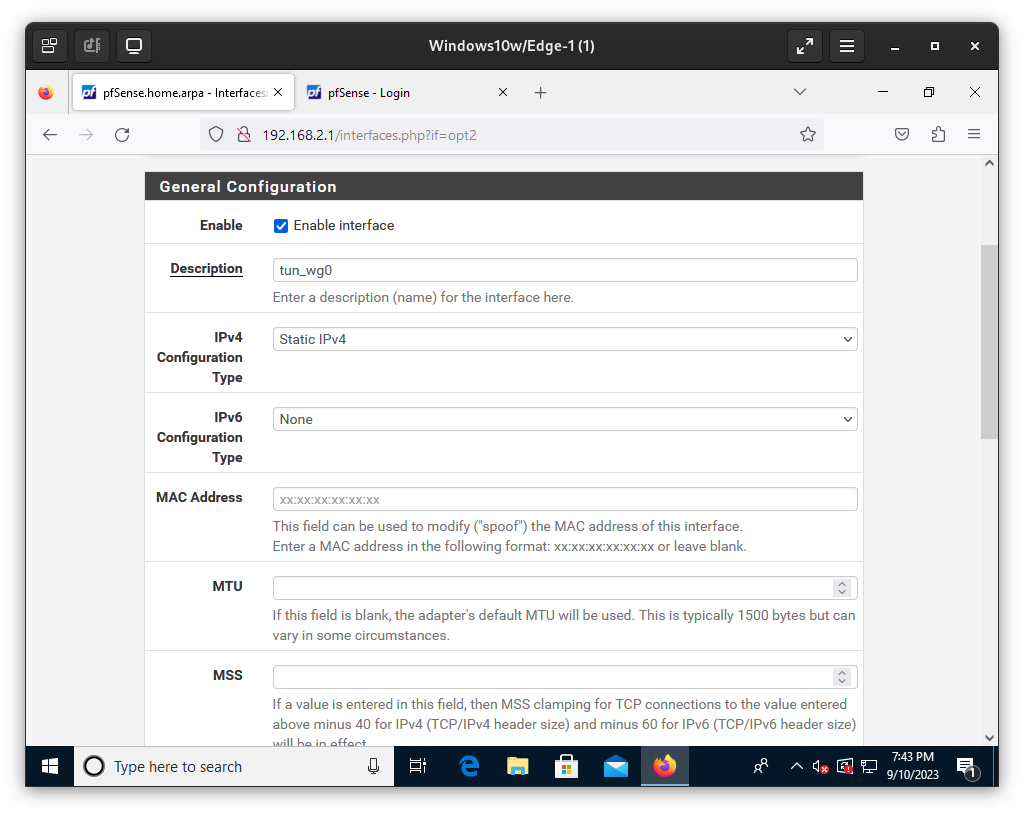 Windows10w/Edge-1 (1)
pfSense.home.arpa - Interfaces:
pfSense - Login
192.168.2.1/interfaces.php?if=opt2
General Configuration
Enable
Enable interface
Description
tun_wg0
Enter a description (name) for the interface here.
IPv4
Configuration
Type
Static IPv4
IPv6
Configuration
Type
None
MAC Address
xx:xx:xx:xx:xx:xx
This field can be used to modify ("spoof") the MAC address of this interface.
Enter a MAC address in the following format: xx:xx:xx:xx:xx:xx or leave blank.
MTU
If this field is blank, the adapter's default MTU will be used. This is typically 1500 bytes but can
vary in some circumstances.
MSS
If a value is entered in this field, then MSS clamping for TCP connections to the value entered
above minus 40 for IPv4 (TCP/IPv4 header size) and minus 60 for IPv6 (TCP/IPv6 header size)
will be in effect.
Type here to search
7:43 PM
9/10/2023
1